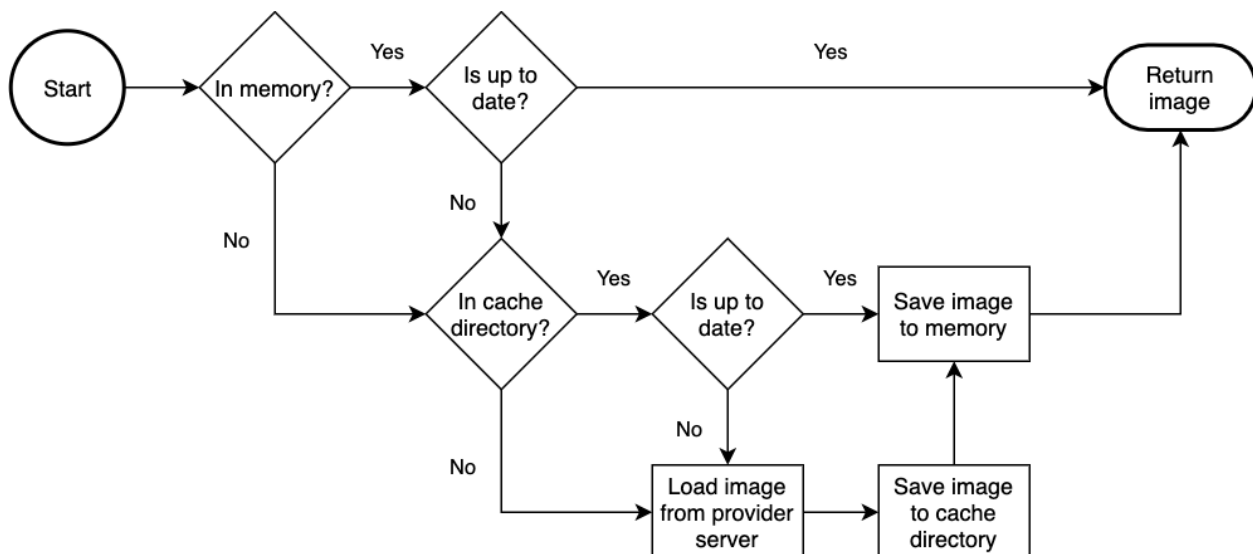 Start
In memory?
Yes
Is up to
date?
Yes
Return
image
No
No
In cache
directory?
Yes
Is up to
date?
Yes
Save image
to memory
No
No
Load image
from provider
server
Save image
to cache
directory